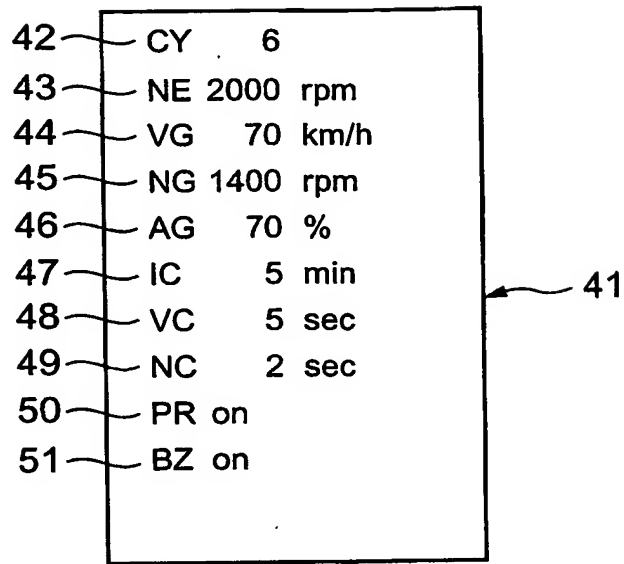 42 CY 6
43 NE 2000 rpm
44 VG 70 km/h
45 NG 1400 rpm
46 AG 70 %
47 IC 5 min
41
48 VC 5 sec
49 NC 2 sec
50 PR on
51 BZ on